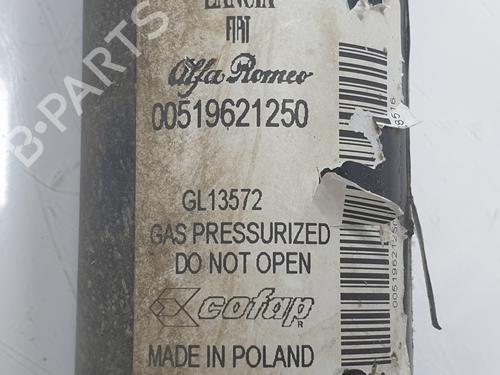 LANCIA
FIAT
Alfa Romeo
00519621250
GL13572
GAS PRESSURIZED
DO NOT OPEN
cofap
R
MADE IN POLAND
B-PARTS